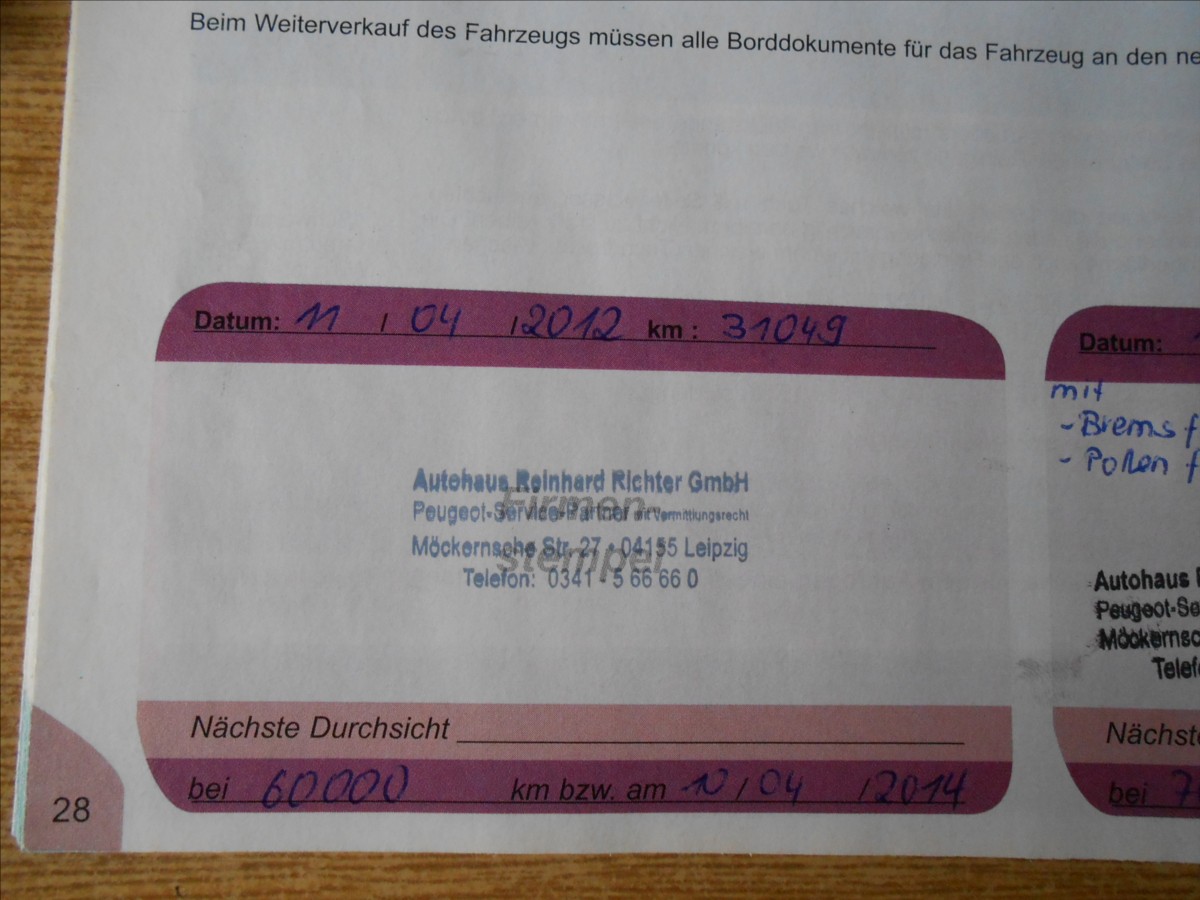 Beim Weiterverkauf des Fahrzeugs müssen alle Borddokumente für das Fahrzeug an den ne
Datum: 11 / 04 / 2012 km : 31049
Autohaus Reinhard Richter GmbH
Peugeot-Service-Partner mit Vermittlungsrecht
Möckernsche Str. 27 · 04155 Leipzig
Telefon: 0341 - 5 66 66 0
Firmen-
stempel
Nächste Durchsicht
bei 60000 km bzw. am 10 / 04 / 2014
28
Datum:
mit
- Brems f
- Pollen f
Autohaus
Peugeot-Se
Möckernsc
Telef
Nächste
bei 7